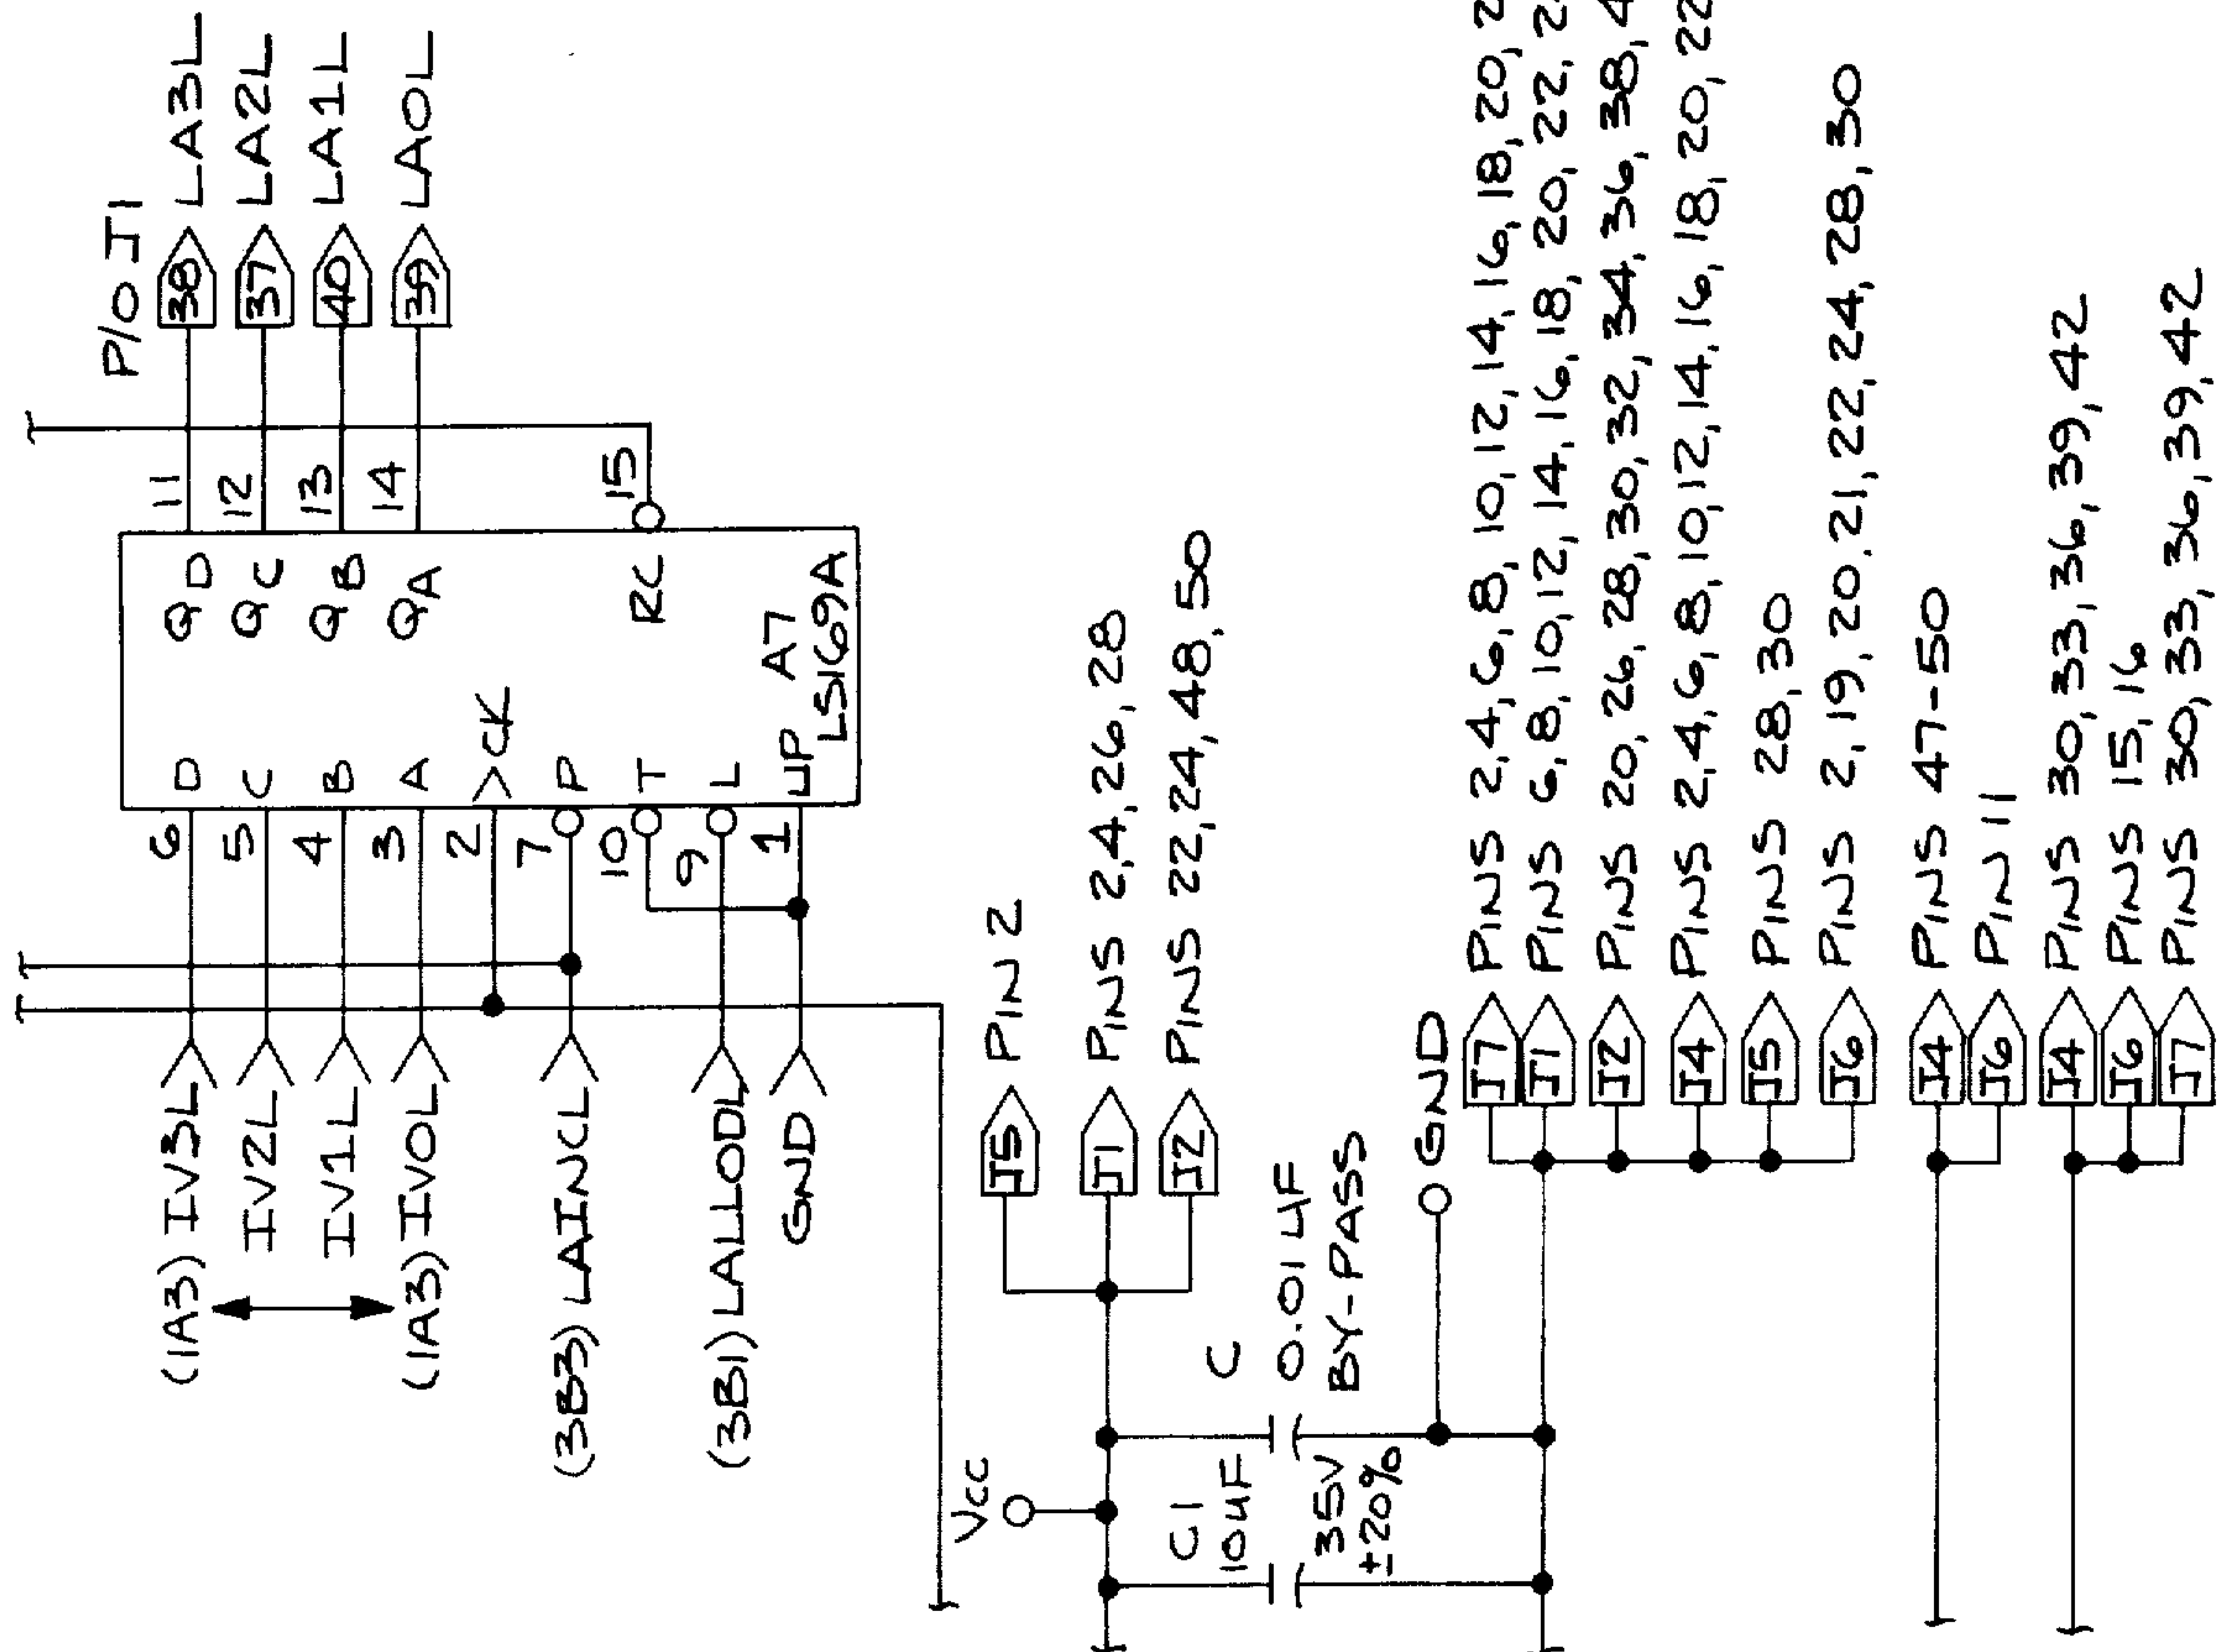 P/O J1
(1A3) IV3L 6 D QD 11 38 LA3L
IV2L 5 C QC 12 37 LA2L
IV1L 4 B QB 13 40 LA1L
(1A3) IV0L 3 A QA 14 39 LA0L
2 CK
(3B3) LAINCL 7 P
10 T RC 15
(3B1) LALLODL 9 L
GND 1 UP A7
LS169A
VCC
J5 PIN 2
J1 PINS 2,4,26,28
J2 PINS 22,24,48,50
C1
10UF
35V
±20%
C
0.01UF
BY-PASS
GND
J7 PINS 2,4,6,8,10,12,14,16,18,20,
J1 PINS 6,8,10,12,14,16,18,20,22,
J2 PINS 20,26,28,30,32,34,36,38,
J4 PINS 2,4,6,8,10,12,14,16,18,20,22
J5 PINS 28,30
J6 PINS 2,19,20,21,22,24,28,30
J4 PINS 47-50
J6 PIN 11
J4 PINS 30,33,36,39,42
J6 PINS 15,16
J7 PINS 30,33,36,39,42